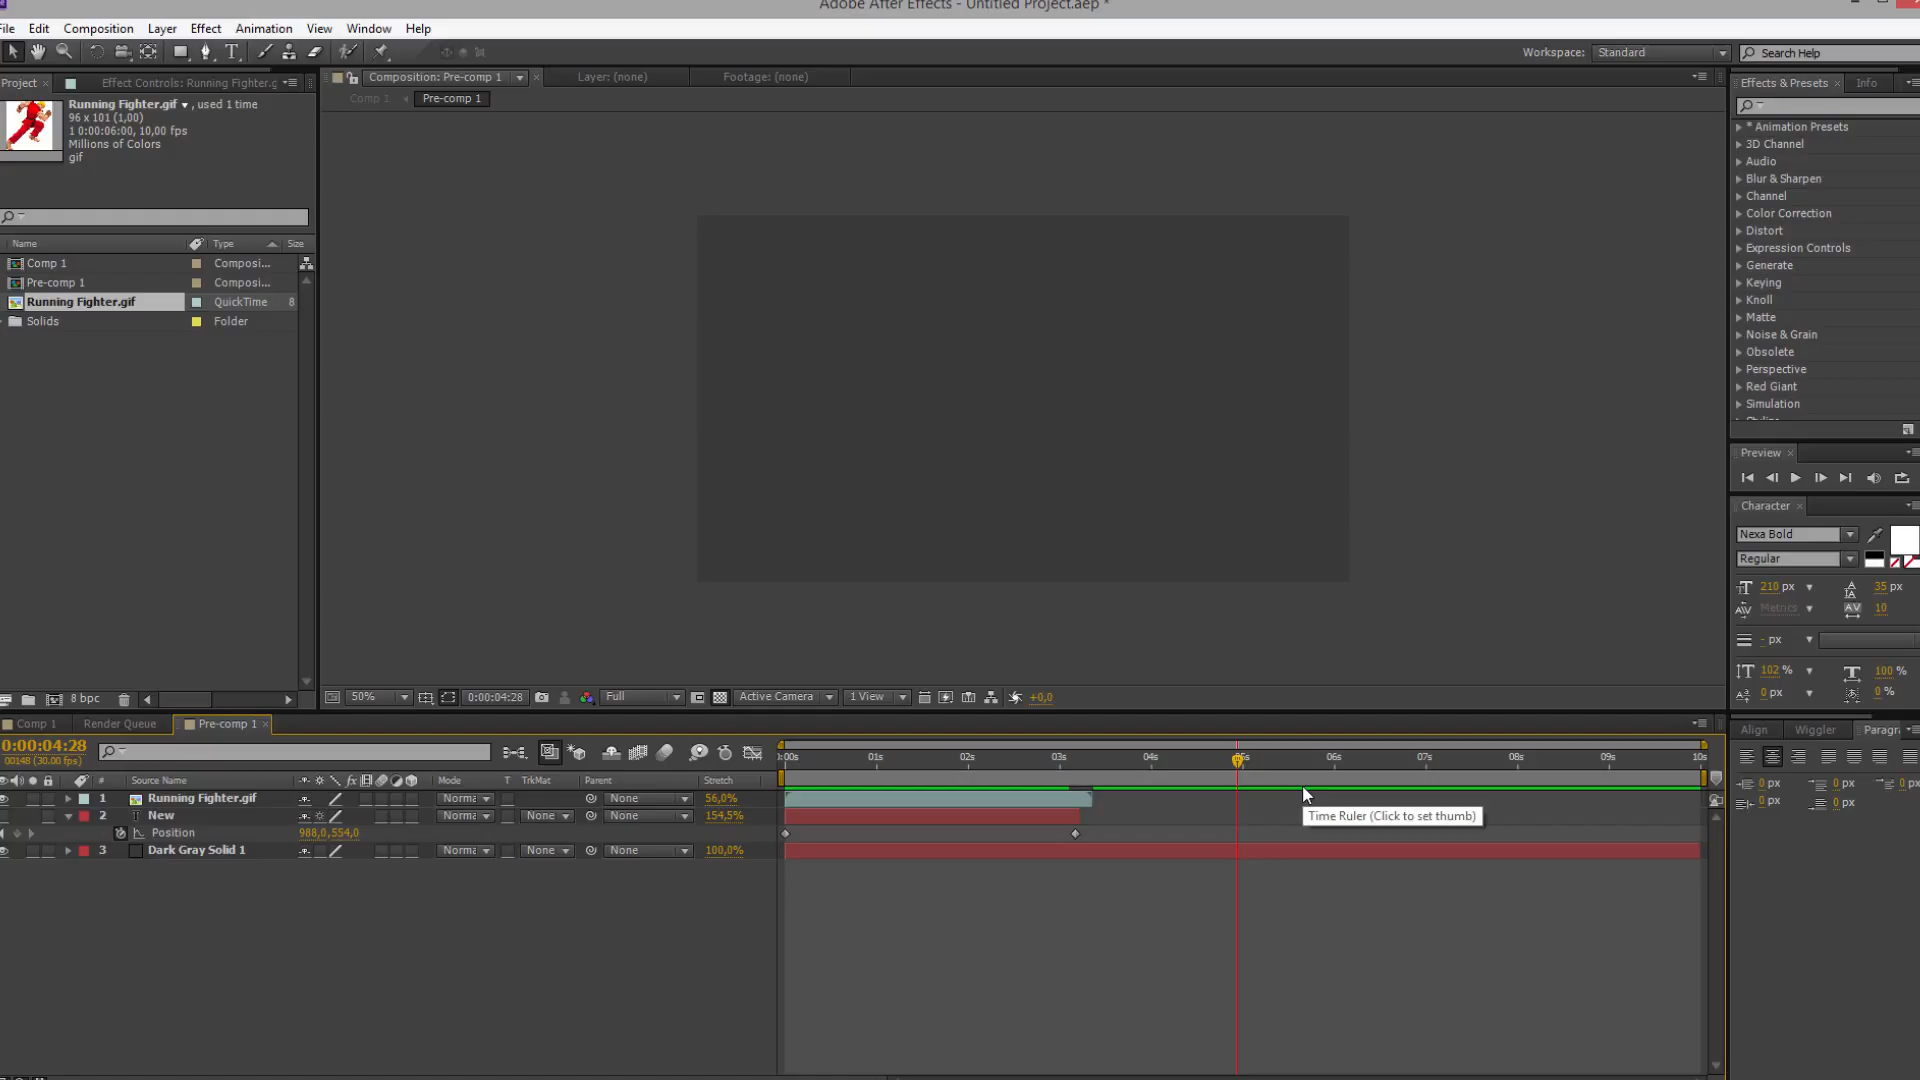 Adobe After Effects - Untitled Project.aep *
File Edit Composition Layer Effect Animation View Window Help
Workspace: Standard Search Help
Project Effect Controls: Running Fighter.g
Running Fighter.gif , used 1 time
96 x 101 (1,00)
1 0:00:06:00, 10,00 fps
Millions of Colors
gif
Name Type Size
Comp 1 Composi...
Pre-comp 1 Composi...
Running Fighter.gif QuickTime 8
Solids Folder
8 bpc
Composition: Pre-comp 1 Layer: (none) Footage: (none)
Comp 1 Pre-comp 1
50% 0:00:04:28 Full Active Camera 1 View +0,0
Effects & Presets Info
* Animation Presets
3D Channel
Audio
Blur & Sharpen
Channel
Color Correction
Distort
Expression Controls
Generate
Keying
Knoll
Matte
Noise & Grain
Obsolete
Perspective
Red Giant
Simulation
Preview
Character
Nexa Bold
Regular
210 px 35 px
Metrics 10
- px
102 % 100 %
0 px 0 %
Comp 1 Render Queue Pre-comp 1
0:00:04:28
00148 (30.00 fps)
# Source Name Mode T TrkMat Parent Stretch
:00s 01s 02s 03s 04s 5s 06s 07s 08s 09s 10s
1 Running Fighter.gif Norma None 56,0%
2 New Norma None None 154,5%
Position 988,0,554,0
3 Dark Gray Solid 1 Norma None None 100,0%
Time Ruler (Click to set thumb)
Align Wiggler Paragr
0 px 0 px 0 p
0 px 0 px